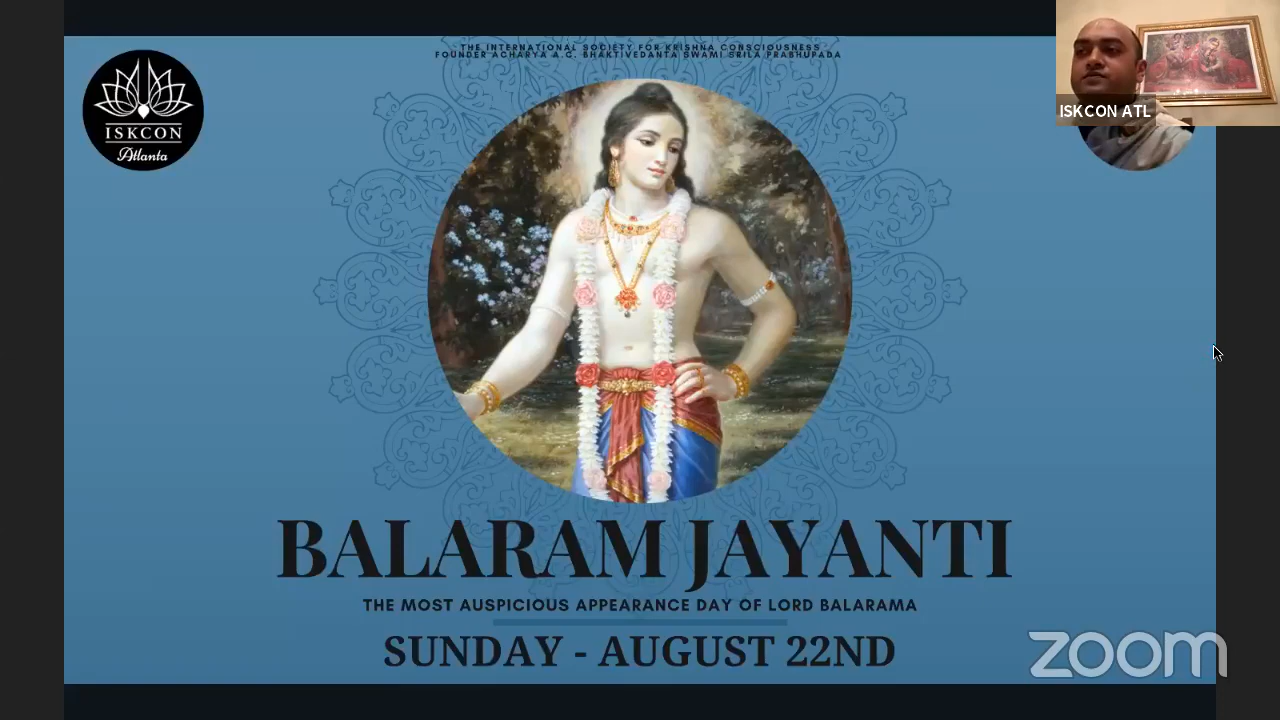 THE INTERNATIONAL SOCIETY FOR KRISHNA CONSCIOUSNESS
FOUNDER ACHARYA A.C. BHAKTIVEDANTA SWAMI SRILA PRABHUPADA
ISKCON
Atlanta
ISKCON ATL
BALARAM JAYANTI
THE MOST AUSPICIOUS APPEARANCE DAY OF LORD BALARAMA
SUNDAY - AUGUST 22ND
zoom